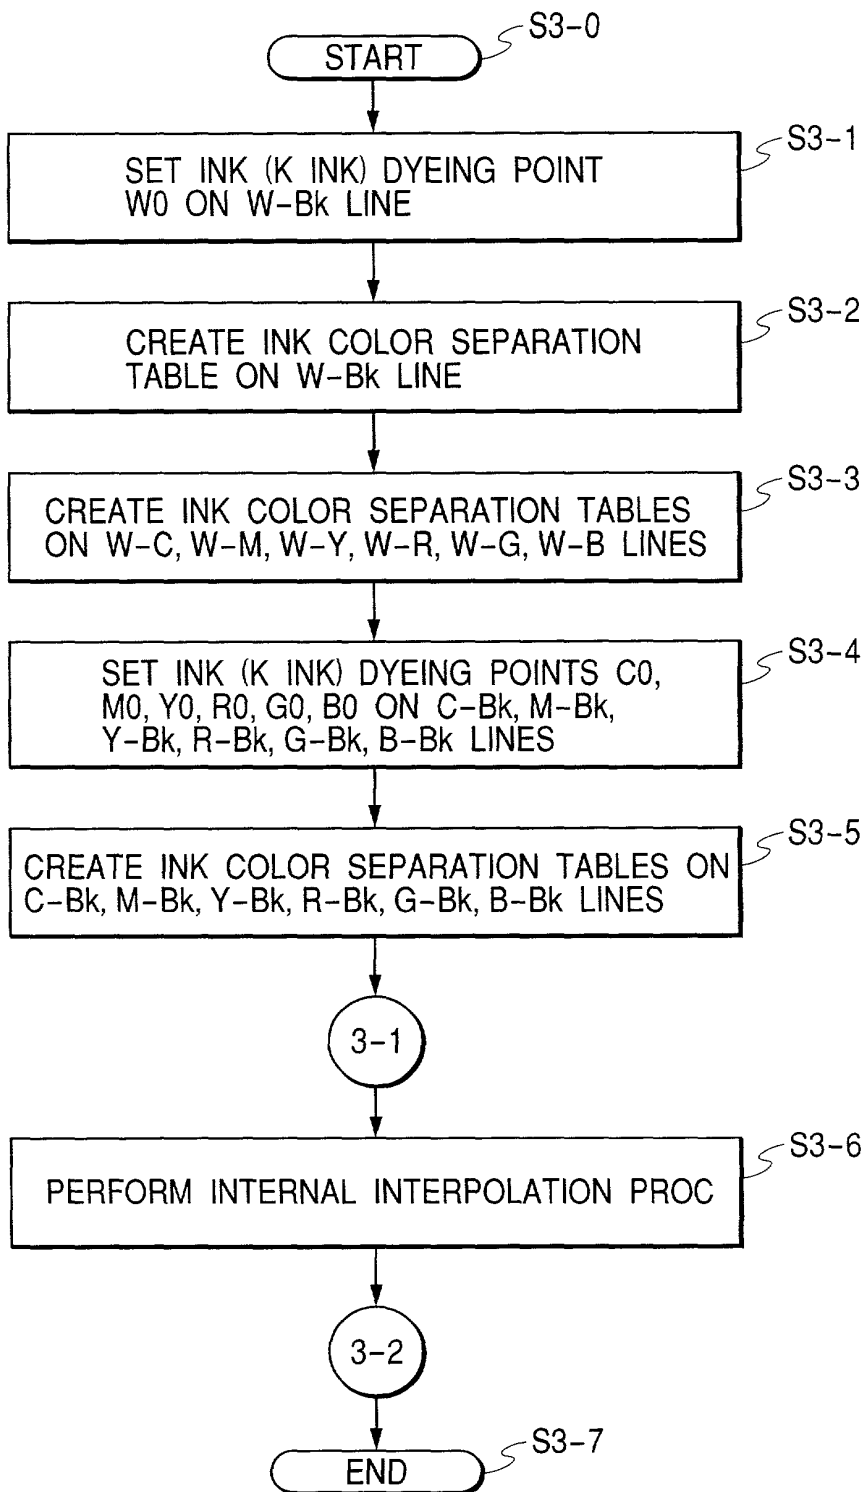 START
S3-0
SET INK (K INK) DYEING POINT
W0 ON W-Bk LINE
S3-1
CREATE INK COLOR SEPARATION
TABLE ON W-Bk LINE
S3-2
CREATE INK COLOR SEPARATION TABLES
ON W-C, W-M, W-Y, W-R, W-G, W-B LINES
S3-3
SET INK (K INK) DYEING POINTS C0,
M0, Y0, R0, G0, B0 ON C-Bk, M-Bk,
Y-Bk, R-Bk, G-Bk, B-Bk LINES
S3-4
CREATE INK COLOR SEPARATION TABLES ON
C-Bk, M-Bk, Y-Bk, R-Bk, G-Bk, B-Bk LINES
S3-5
3-1
PERFORM INTERNAL INTERPOLATION PROC
S3-6
3-2
END
S3-7